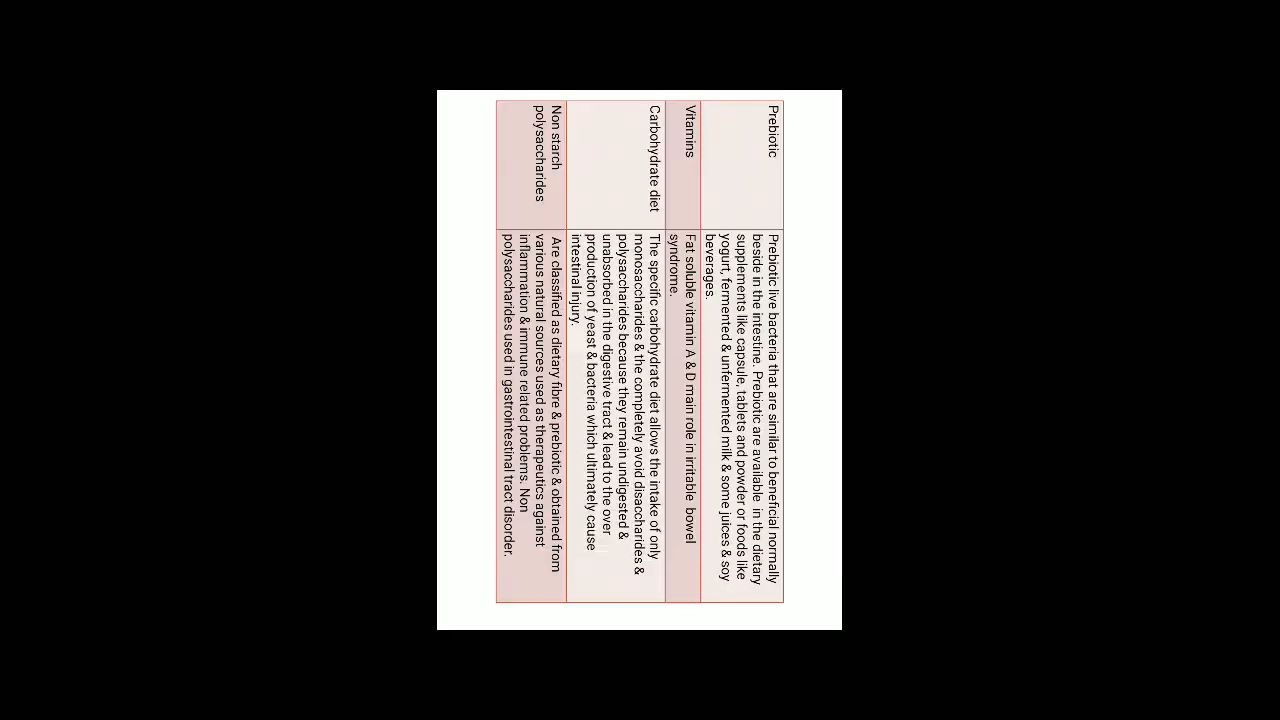 Prebiotic
Prebiotic live bacteria that are similar to beneficial normally
beside in the intestine. Prebiotic are available in the dietary
supplements like capsule, tablets and powder or foods like
yogurt, fermented & unfermented milk & some juices & soy
beverages.
Vitamins
Fat soluble vitamin A & D main role in irritable bowel
syndrome.
Carbohydrate diet
The specific carbohydrate diet allows the intake of only
monosaccharides & the completely avoid disaccharides &
polysaccharides because they remain undigested &
unabsorbed in the digestive tract & lead to the over
production of yeast & bacteria which ultimately cause
intestinal injury.
Non starch
polysaccharides
Are classified as dietary fibre & prebiotic & obtained from
various natural sources used as therapeutics against
inflammation & immune related problems. Non
polysaccharides used in gastrointestinal tract disorder.